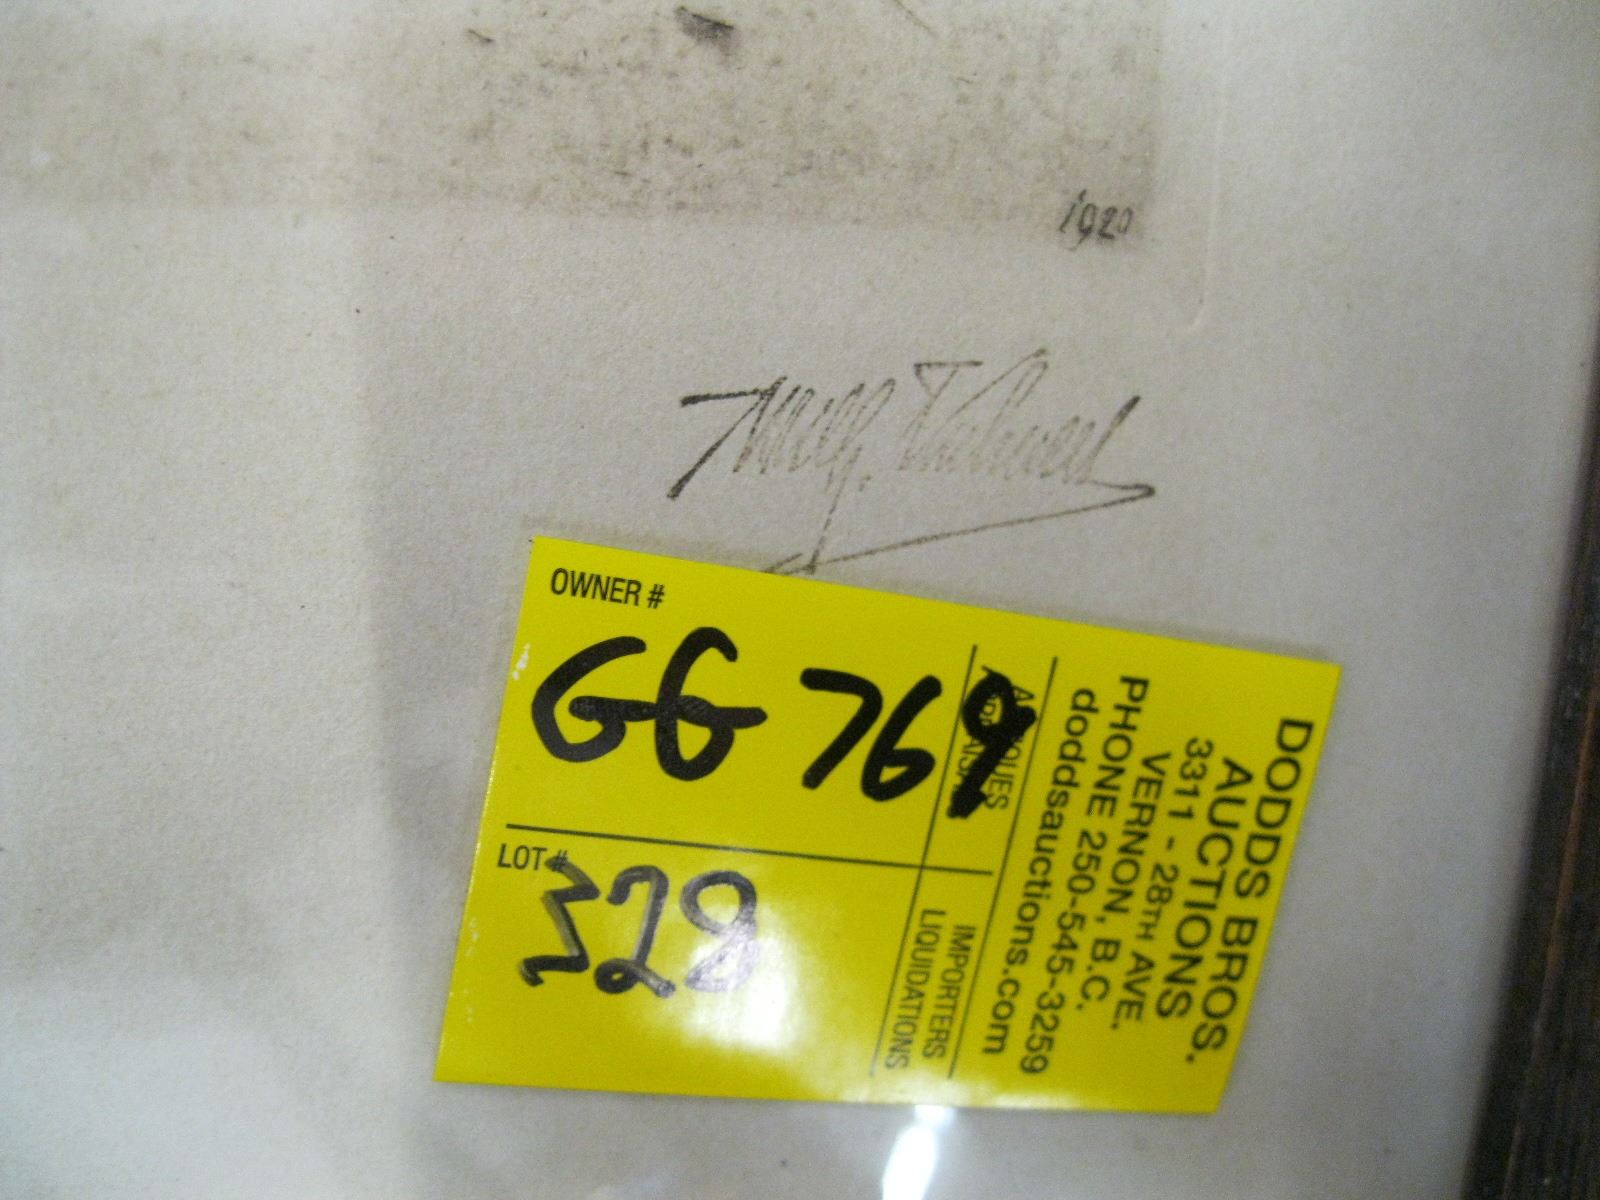 1920
OWNER #
GG 769
LOT #
328
DODDS BROS.
AUCTIONS
3311 - 28TH AVE.
VERNON, B.C.
PHONE 250-545-3259
doddsauctions.com
IMPORTERS
LIQUIDATIONS